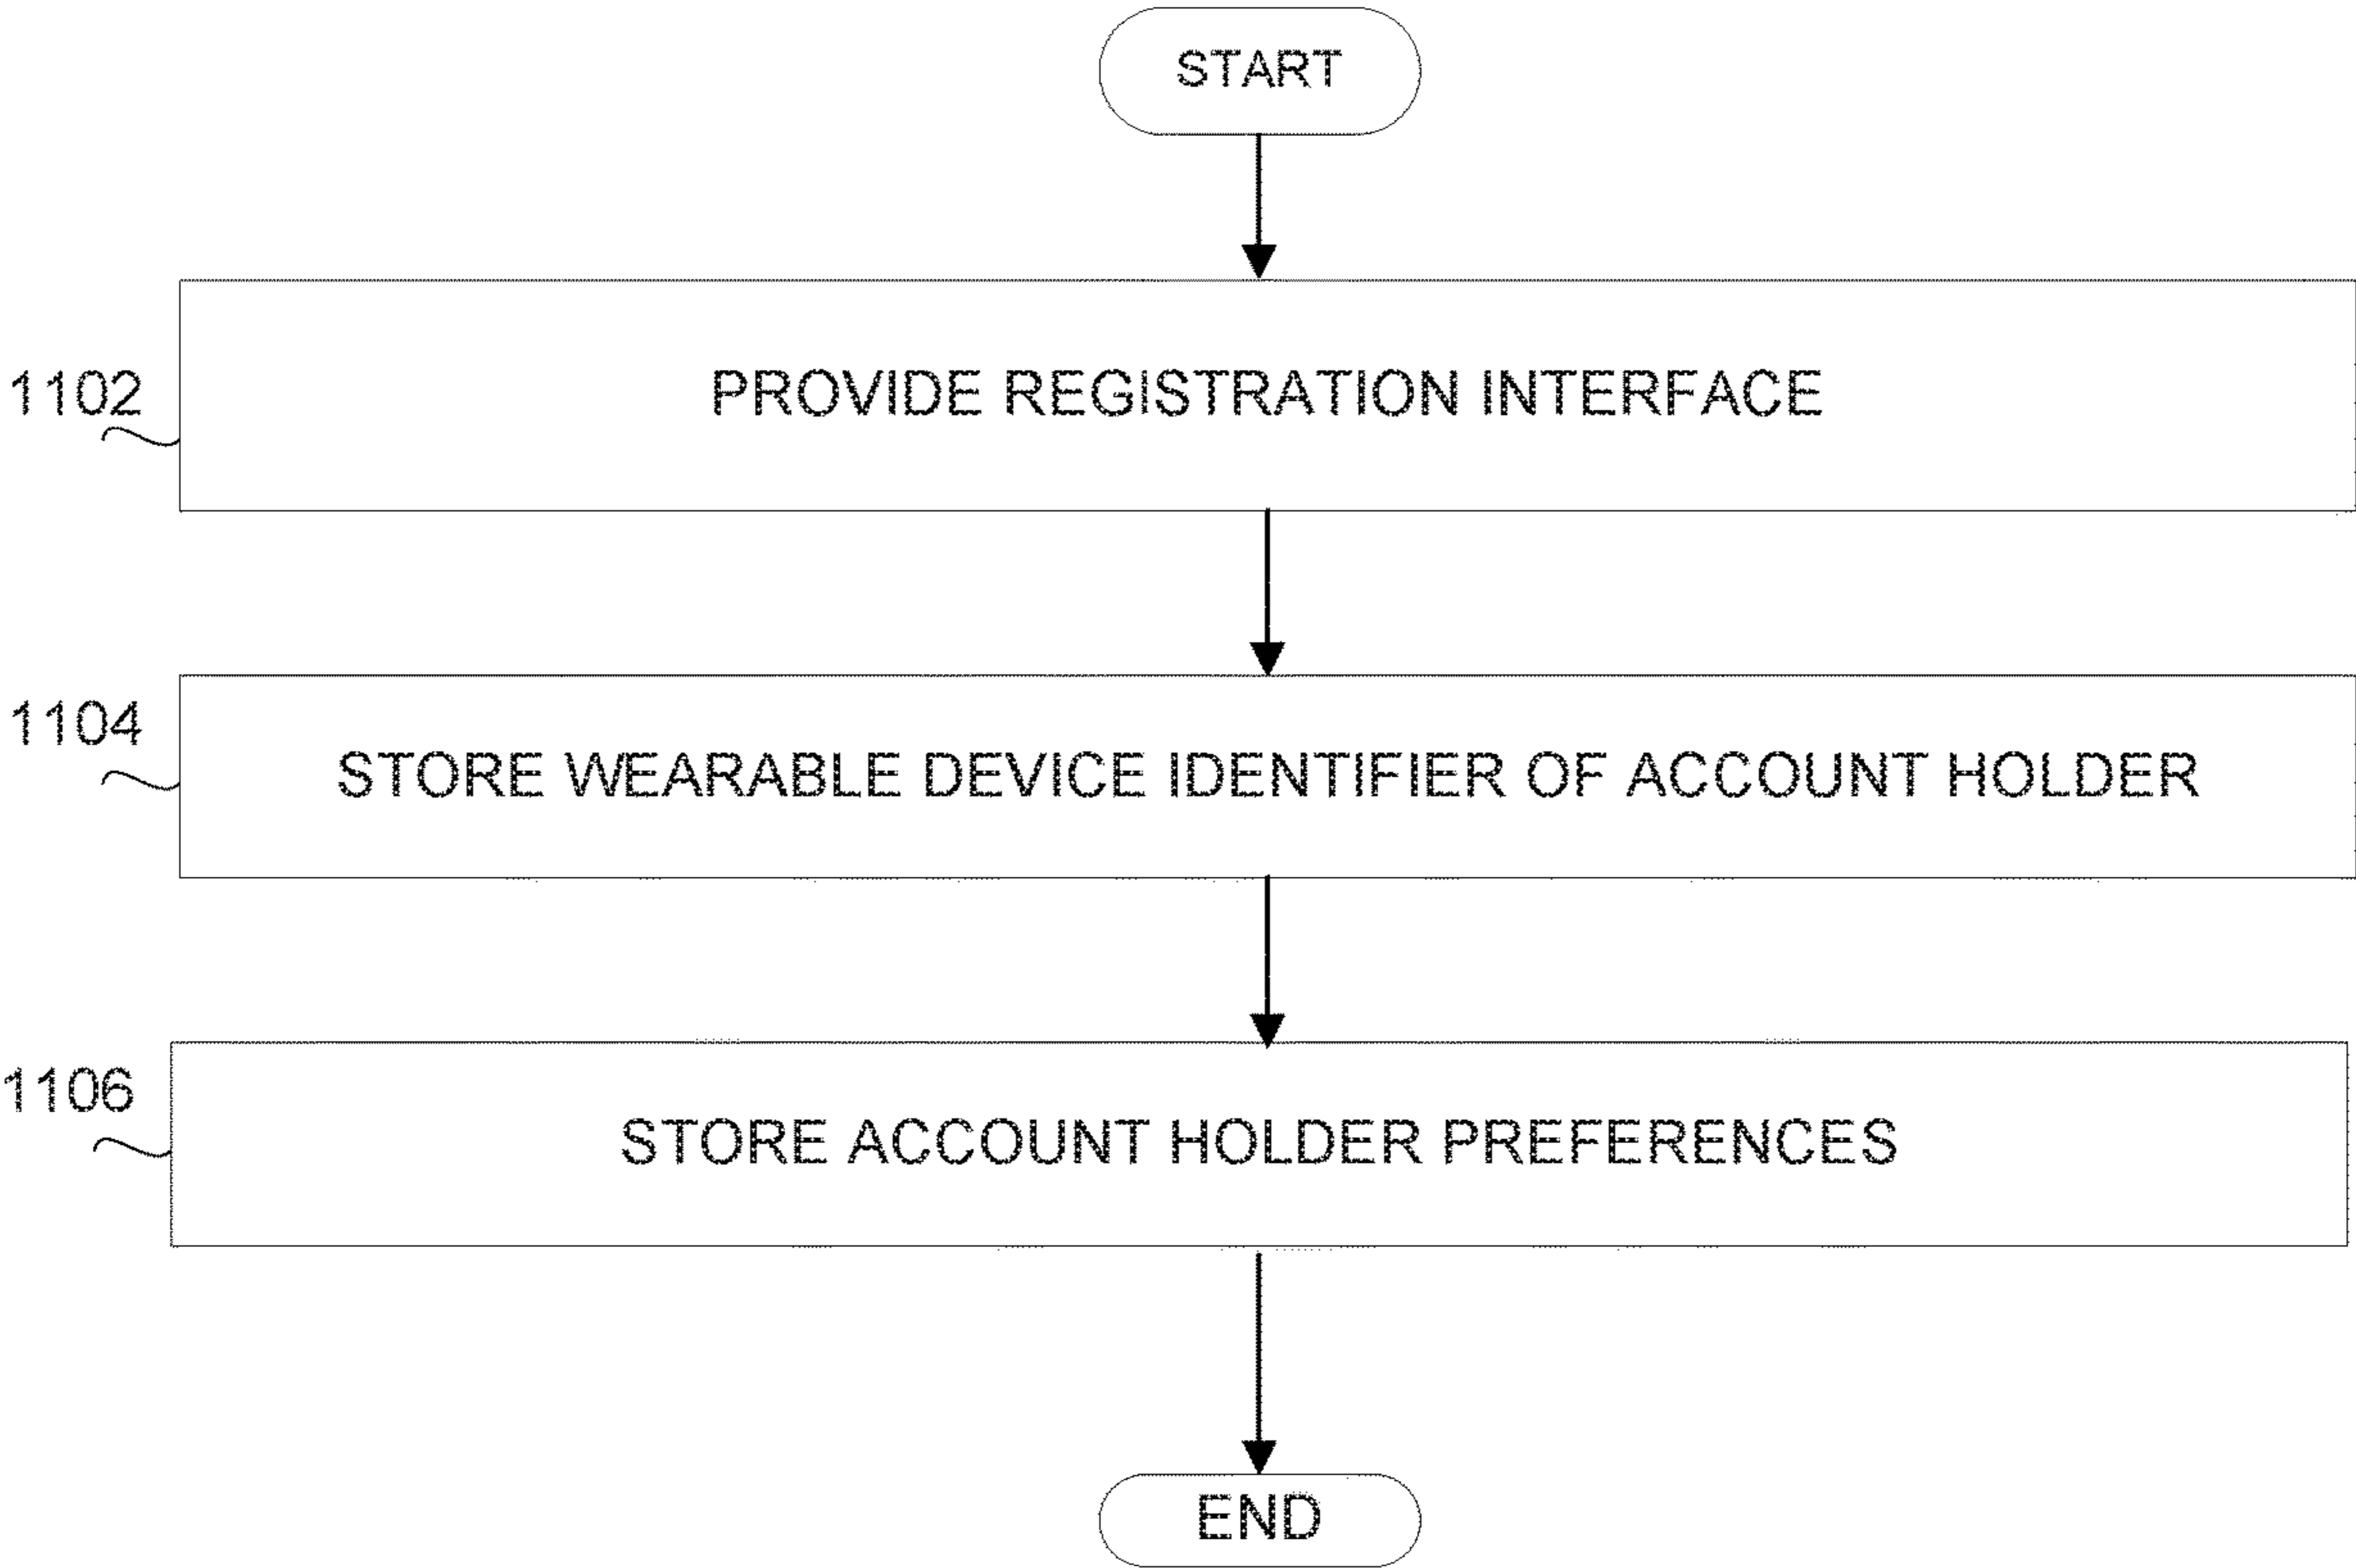 START
1102
PROVIDE REGISTRATION INTERFACE
1104
STORE WEARABLE DEVICE IDENTIFIER OF ACCOUNT HOLDER
1106
STORE ACCOUNT HOLDER PREFERENCES
END